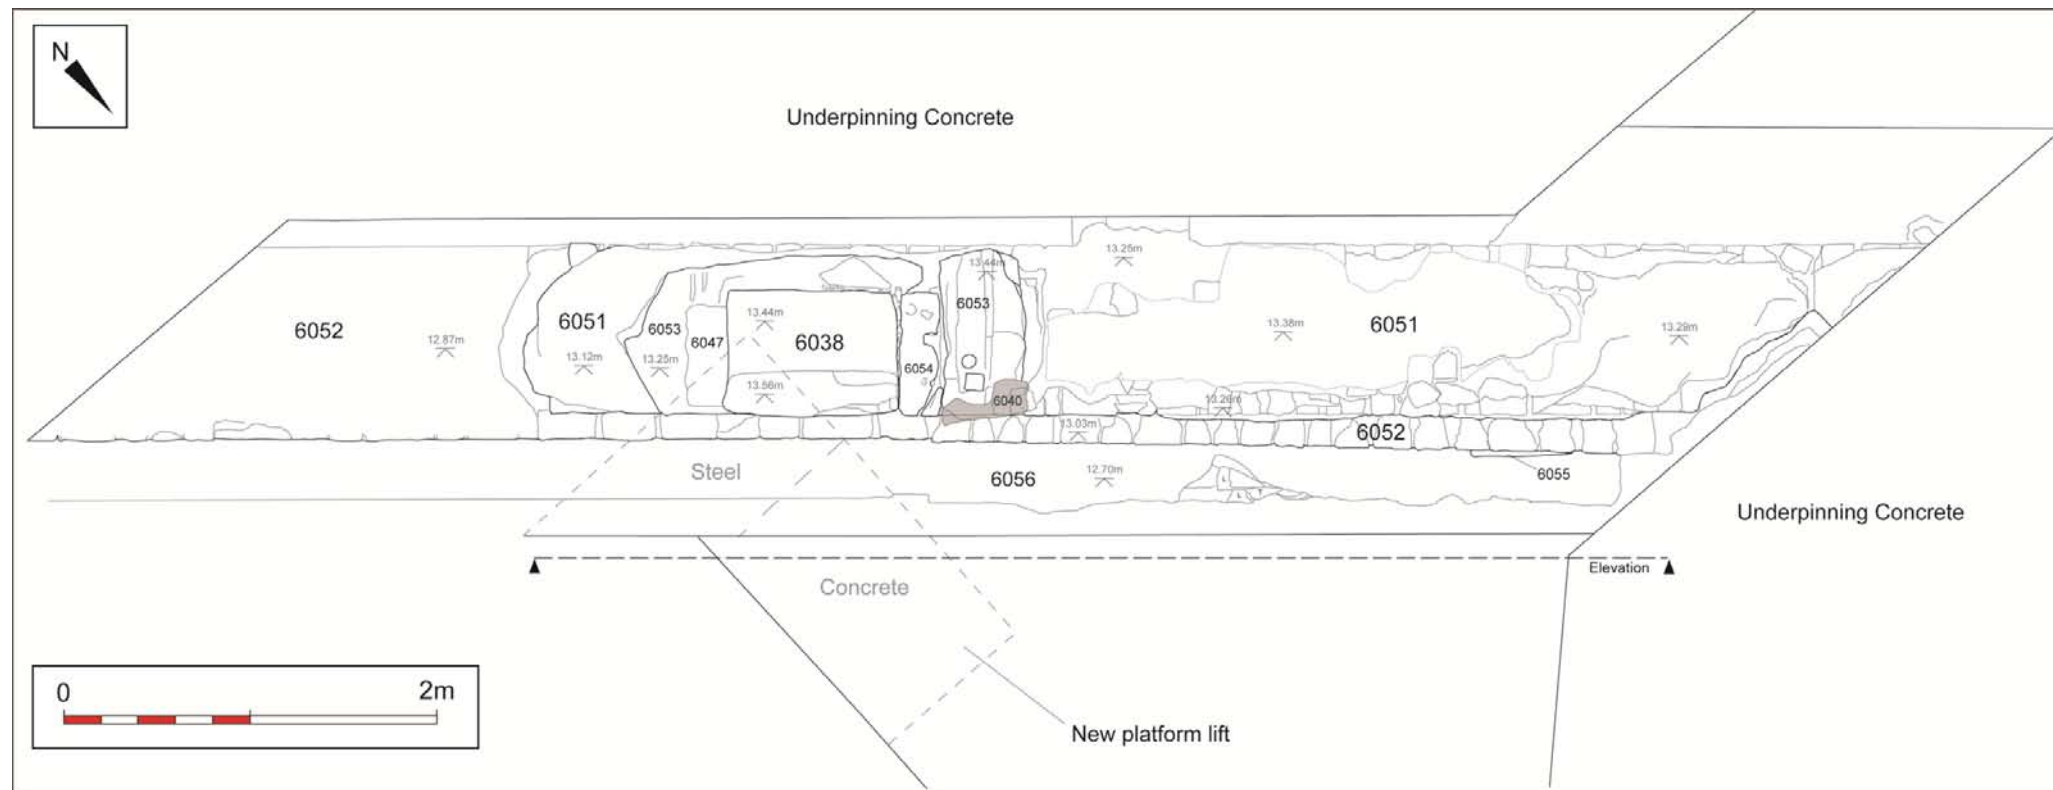 N
Underpinning Concrete
13.25m
13.44m
6053
6051
6052
12.87m
13.12m
6053
13.25m
6047
13.44m
6038
13.56m
6054
6040
13.38m
6051
13.29m
13.26m
13.03m
6052
Steel
6056
12.70m
L
L
6055
Underpinning Concrete
Elevation
Concrete
0
2m
New platform lift